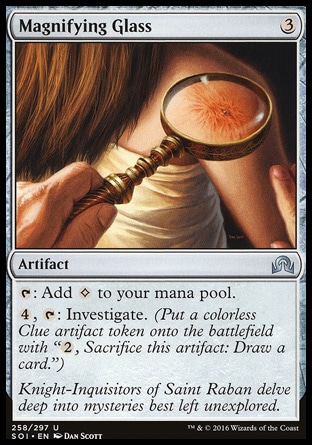 Magnifying Glass 3
Artifact
: Add to your mana pool.
4, : Investigate. (Put a colorless
Clue artifact token onto the battlefield
with “2, Sacrifice this artifact: Draw a
card.”)
Knight-Inquisitors of Saint Raban delve
deep into mysteries best left unexplored.
258/297 U
SOI • EN DAN SCOTT
™ & © 2016 Wizards of the Coast